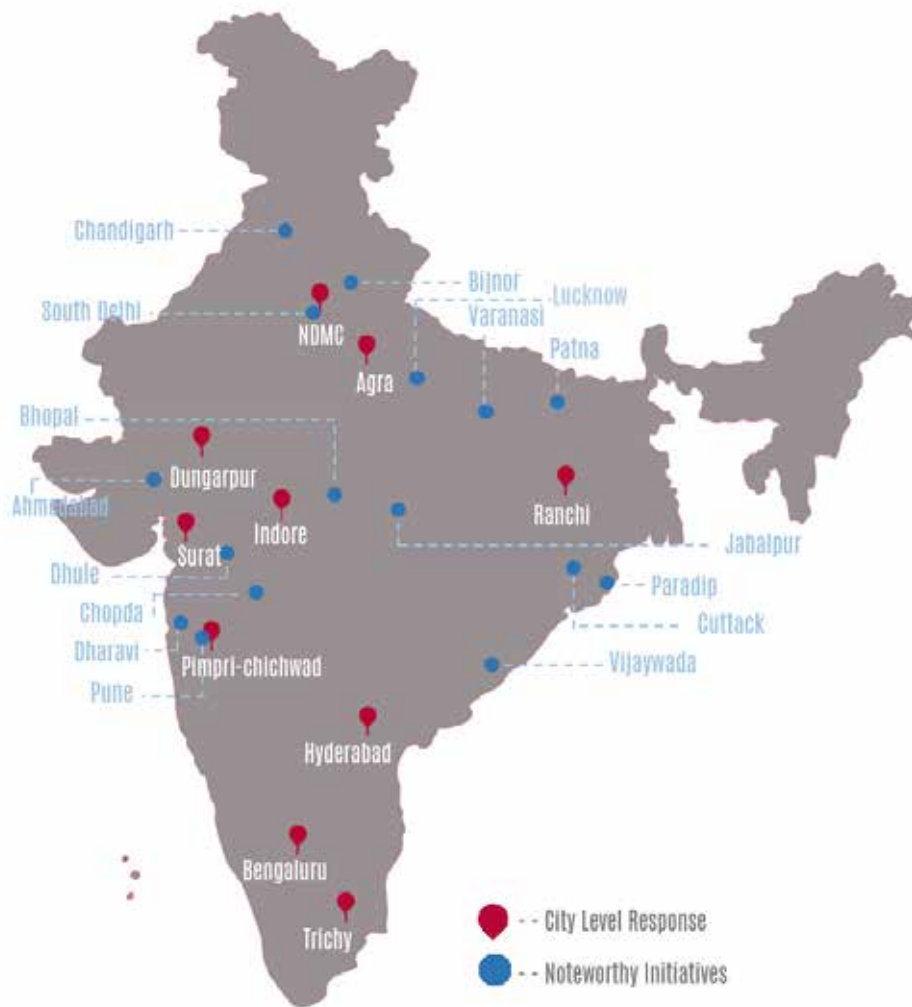 Chandigarh
Bijnor
Lucknow
South Delhi
Varanasi
NDMC
Patna
Agra
Bhopal
Dungarpur
Ahmedabad
Indore
Ranchi
Surat
Jabalpur
Dhule
Paradip
Chopda
Cuttack
Dharavi
Pimpri-chichwad
Vijaywada
Pune
Hyderabad
Bengaluru
Trichy
City Level Response
Noteworthy Initiatives